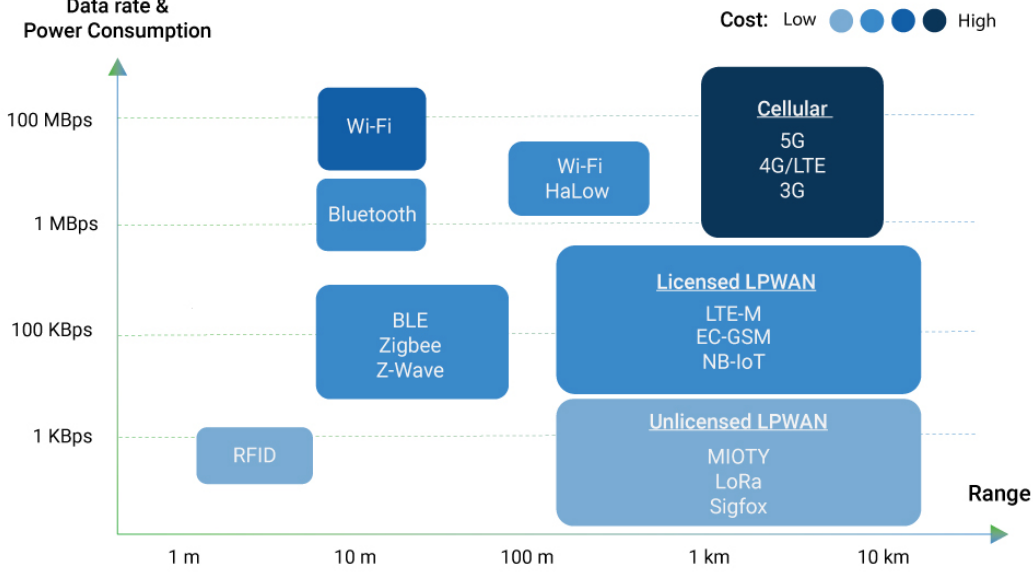 Data rate &
Power Consumption
Cost: Low High
100 MBps
1 MBps
100 KBps
1 KBps
Wi-Fi
Bluetooth
Wi-Fi
HaLow
Cellular
5G
4G/LTE
3G
BLE
Zigbee
Z-Wave
Licensed LPWAN
LTE-M
EC-GSM
NB-IoT
RFID
Unlicensed LPWAN
MIOTY
LoRa
Sigfox
Range
1 m 10 m 100 m 1 km 10 km